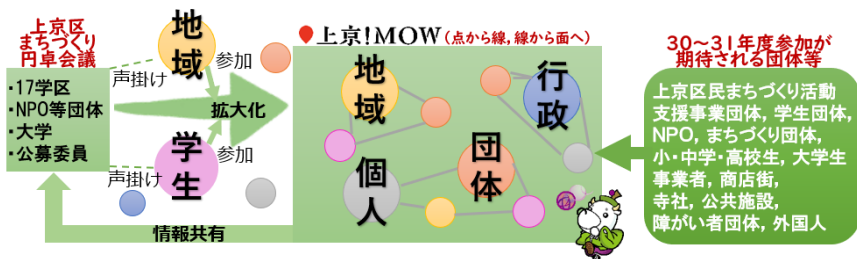 上京区
まちづくり
円卓会議
・17学区
・NPO等団体
・大学
・公募委員
声掛け
地域
参加
拡大化
声掛け
学生
参加
情報共有
上京!MOW(点から線,線から面へ)
地域
行政
個人
団体
30～31年度参加が
期待される団体等
上京区民まちづくり活動
支援事業団体, 学生団体,
NPO, まちづくり団体,
小・中学・高校生, 大学生
事業者, 商店街,
寺社, 公共施設,
障がい者団体, 外国人